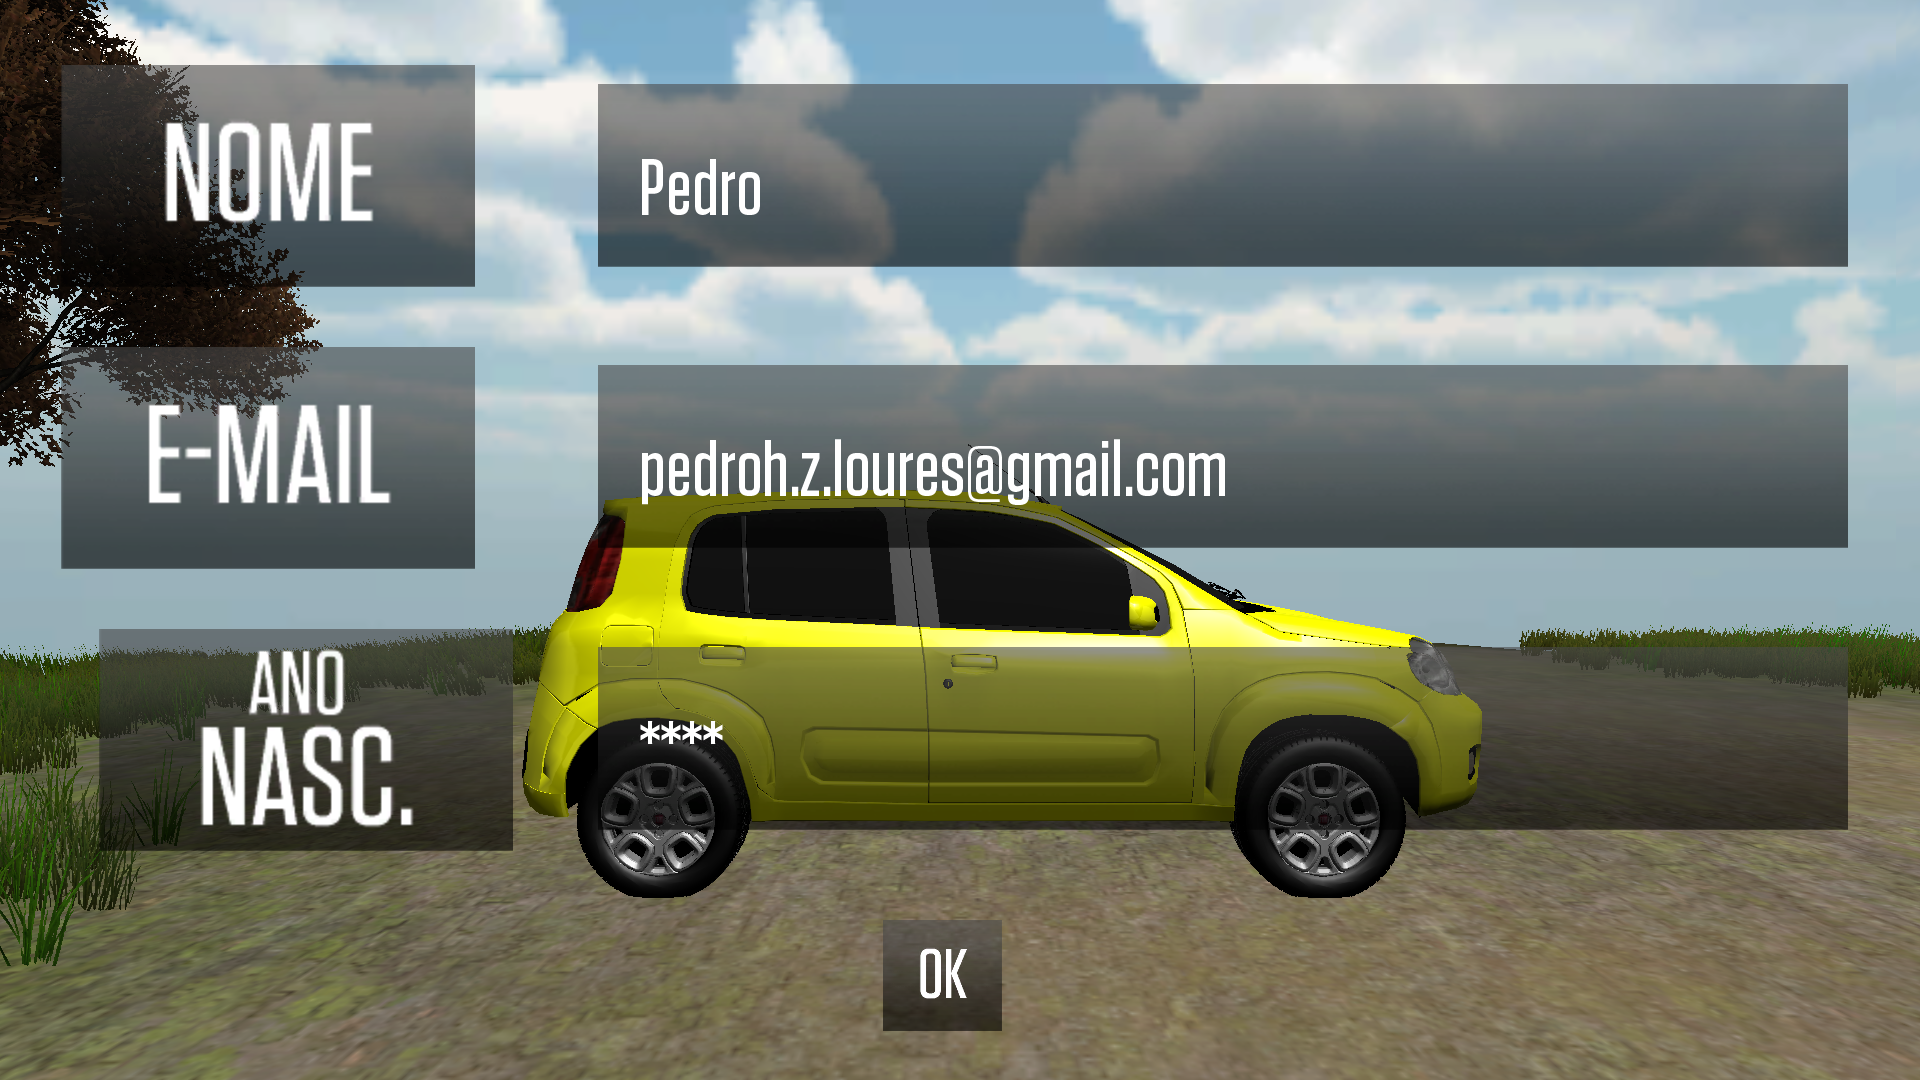 NOME
Pedro
E-MAIL
pedroh.z.loures@gmail.com
ANO
NASC.
****
OK